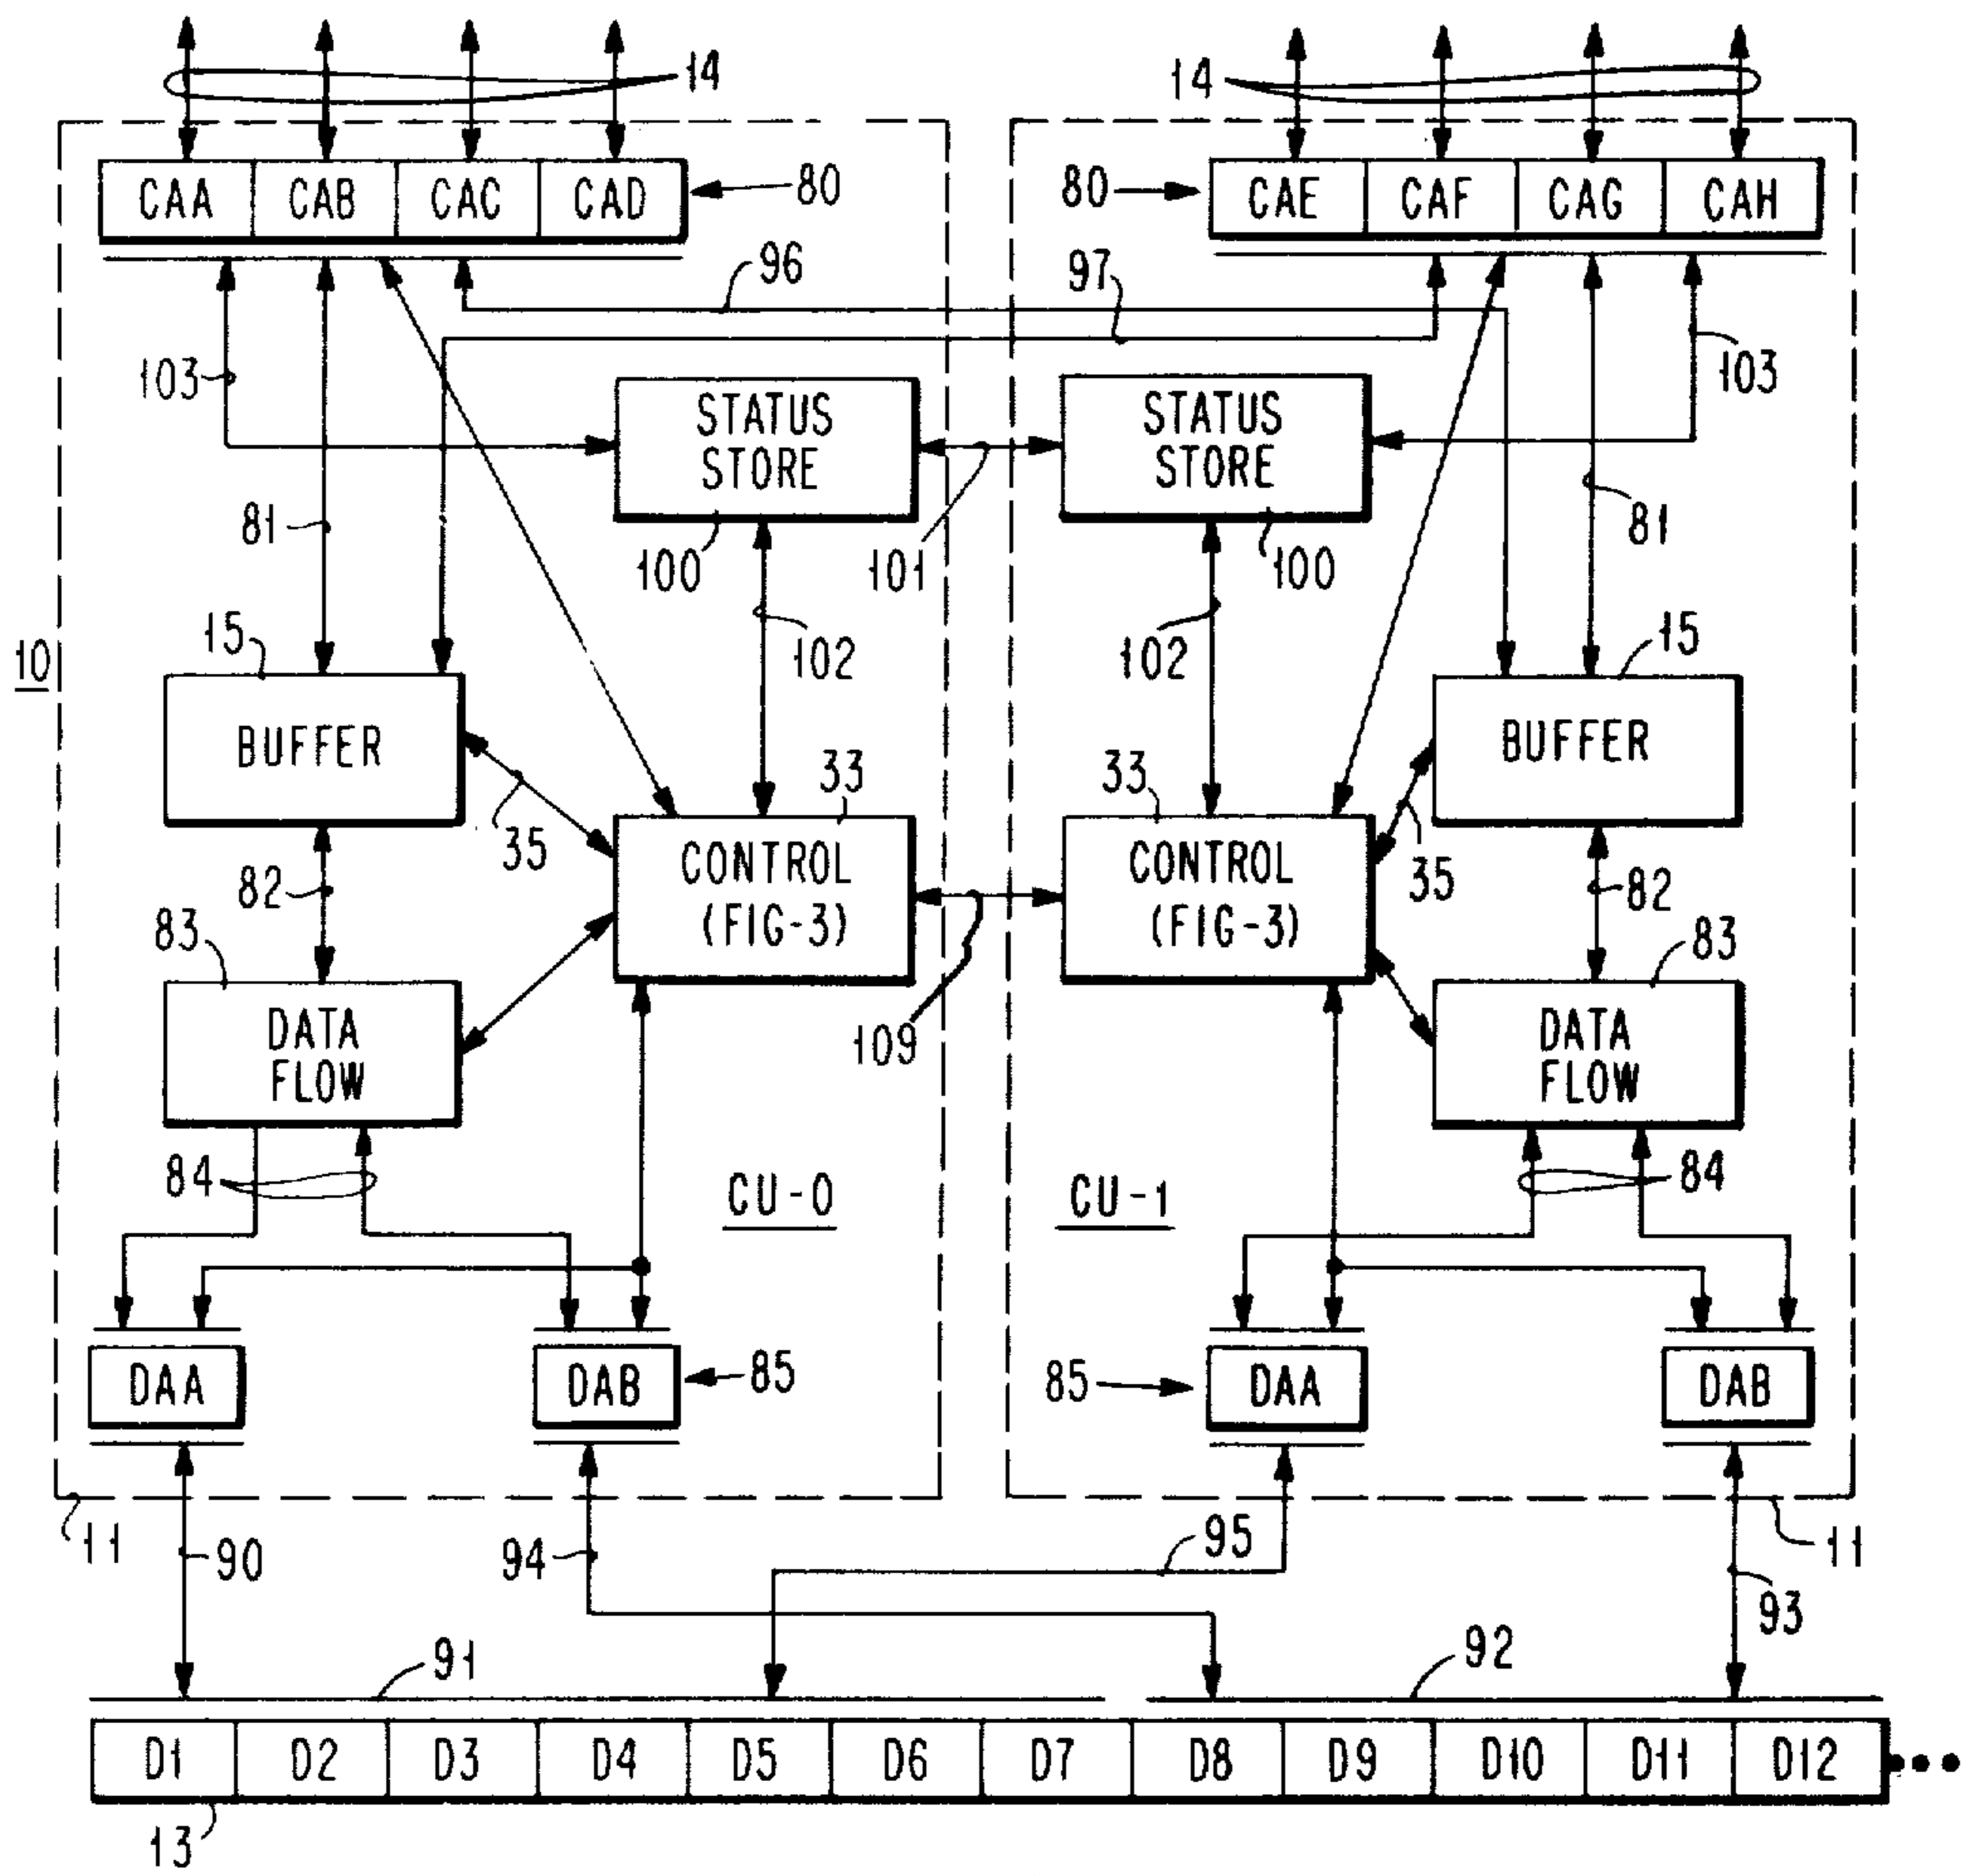 14 14
CAA CAB CAC CAD 80 80 CAE CAF CAG CAH
96 97
103 STATUS STORE STATUS STORE 103
81 100 101 100 81
15 102 102 15
10
BUFFER BUFFER
33 33
35 35
82 CONTROL (FIG-3) CONTROL (FIG-3) 82
83 83
DATA FLOW 109 DATA FLOW
84 CU-0 CU-1 84
DAA DAB 85 85 DAA DAB
11 90 94 95 11
93
91 92
D1 D2 D3 D4 D5 D6 D7 D8 D9 D10 D11 D12
13